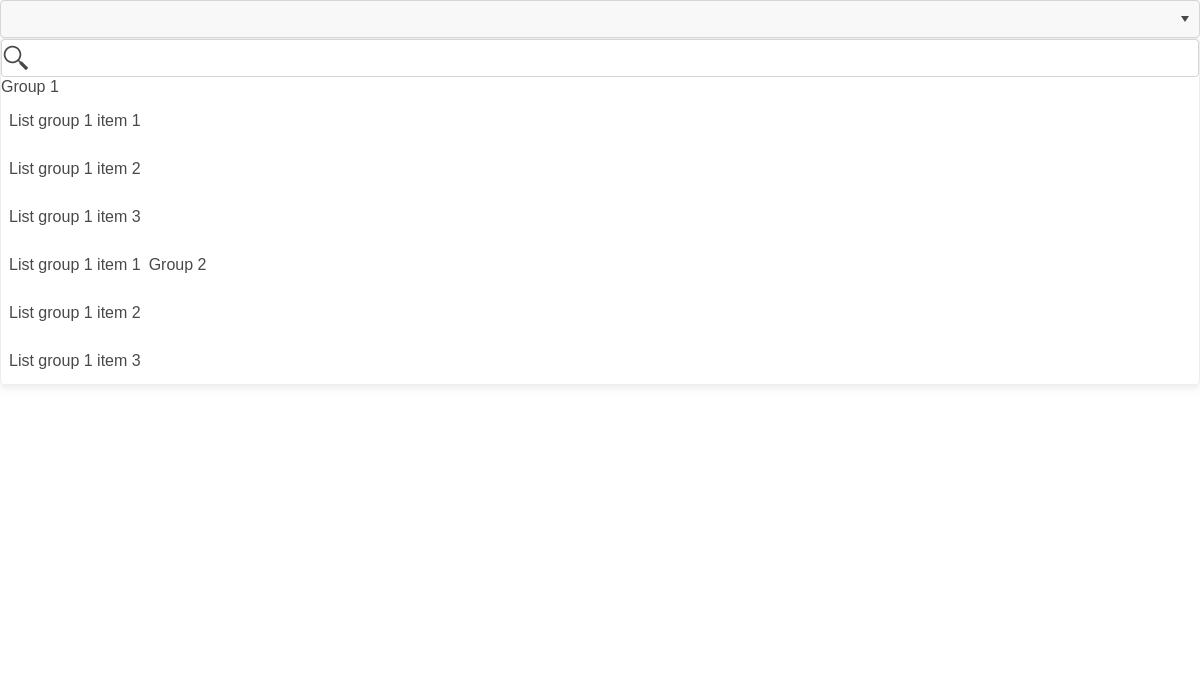 Group 1
List group 1 item 1
List group 1 item 2
List group 1 item 3
List group 1 item 1 Group 2
List group 1 item 2
List group 1 item 3